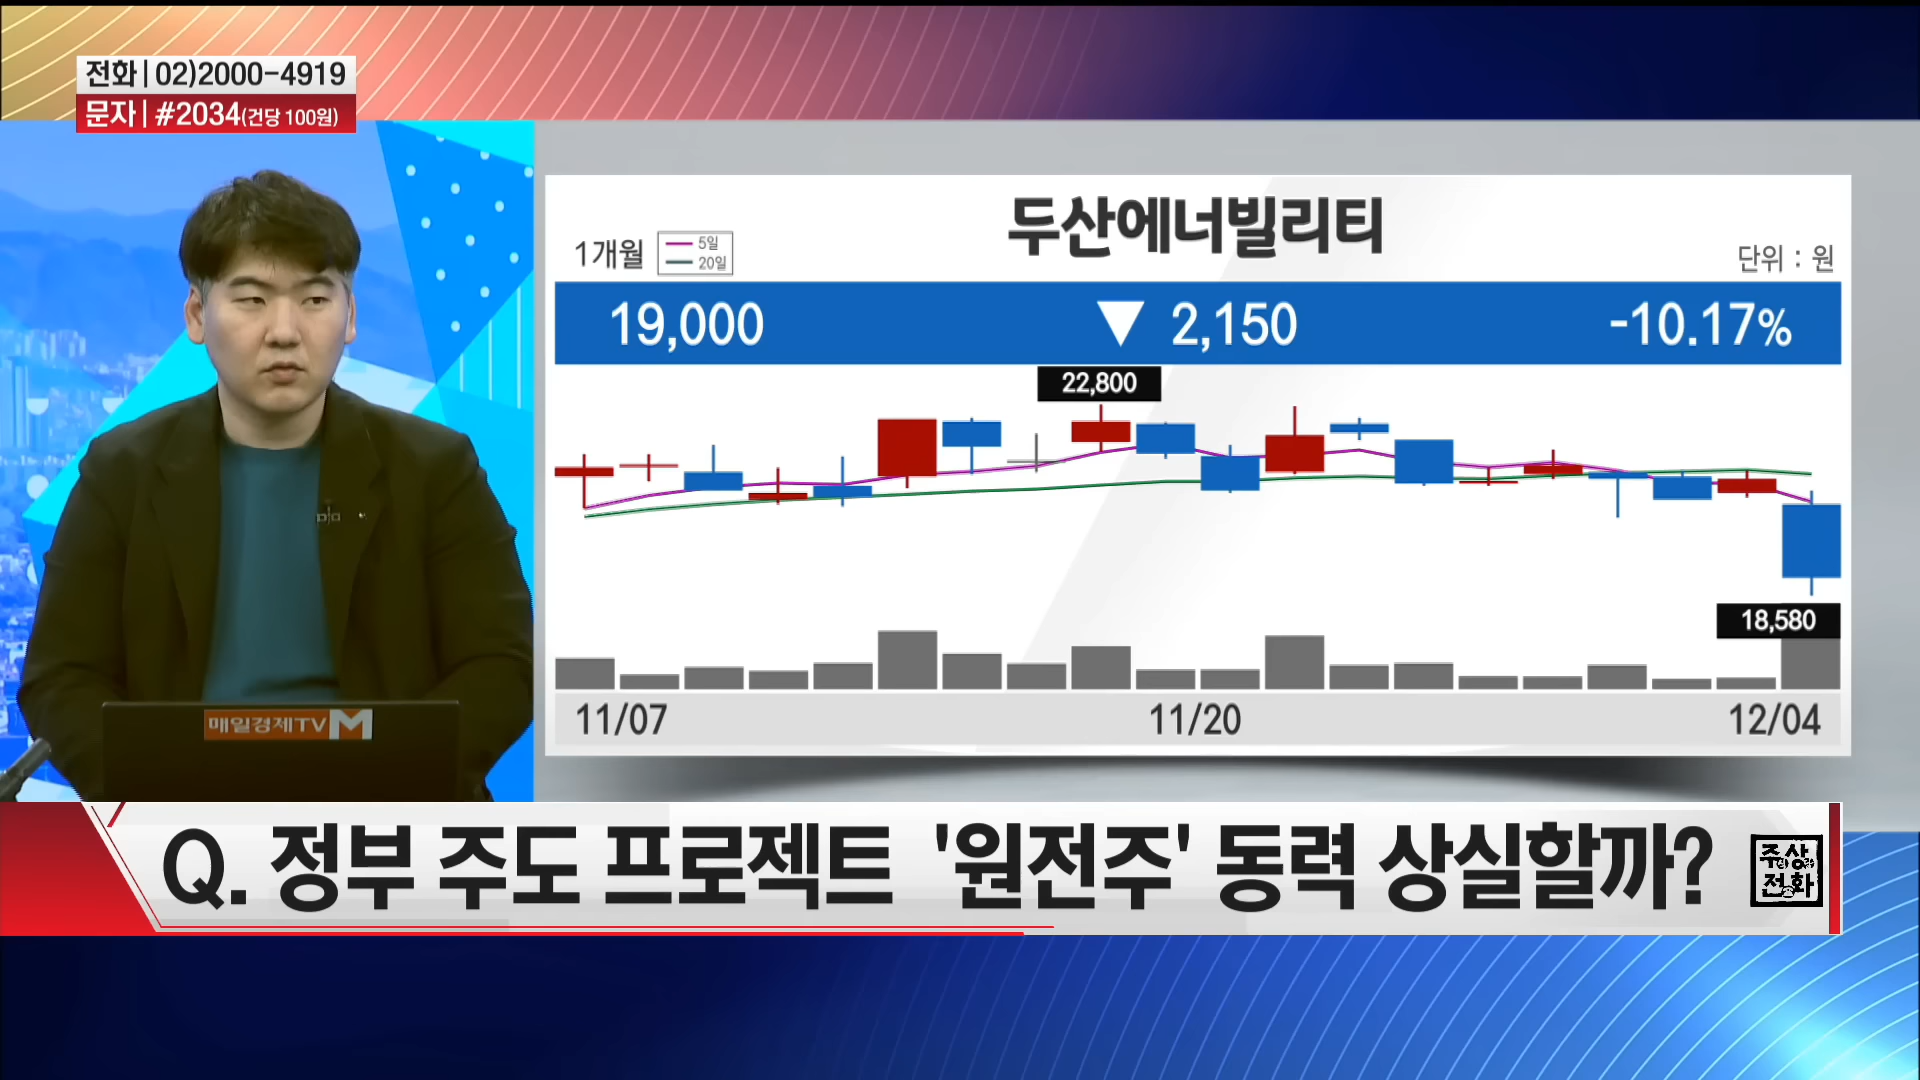 전화 | 02)2000-4919
문자 | #2034(건당 100원)
두산에너빌리티
1개월
5일
20일
단위 : 원
19,000 ▼ 2,150 -10.17%
22,800
18,580
11/07 11/20 12/04
매일경제TV M
Q. 정부 주도 프로젝트 '원전주' 동력 상실할까?
주상
전화